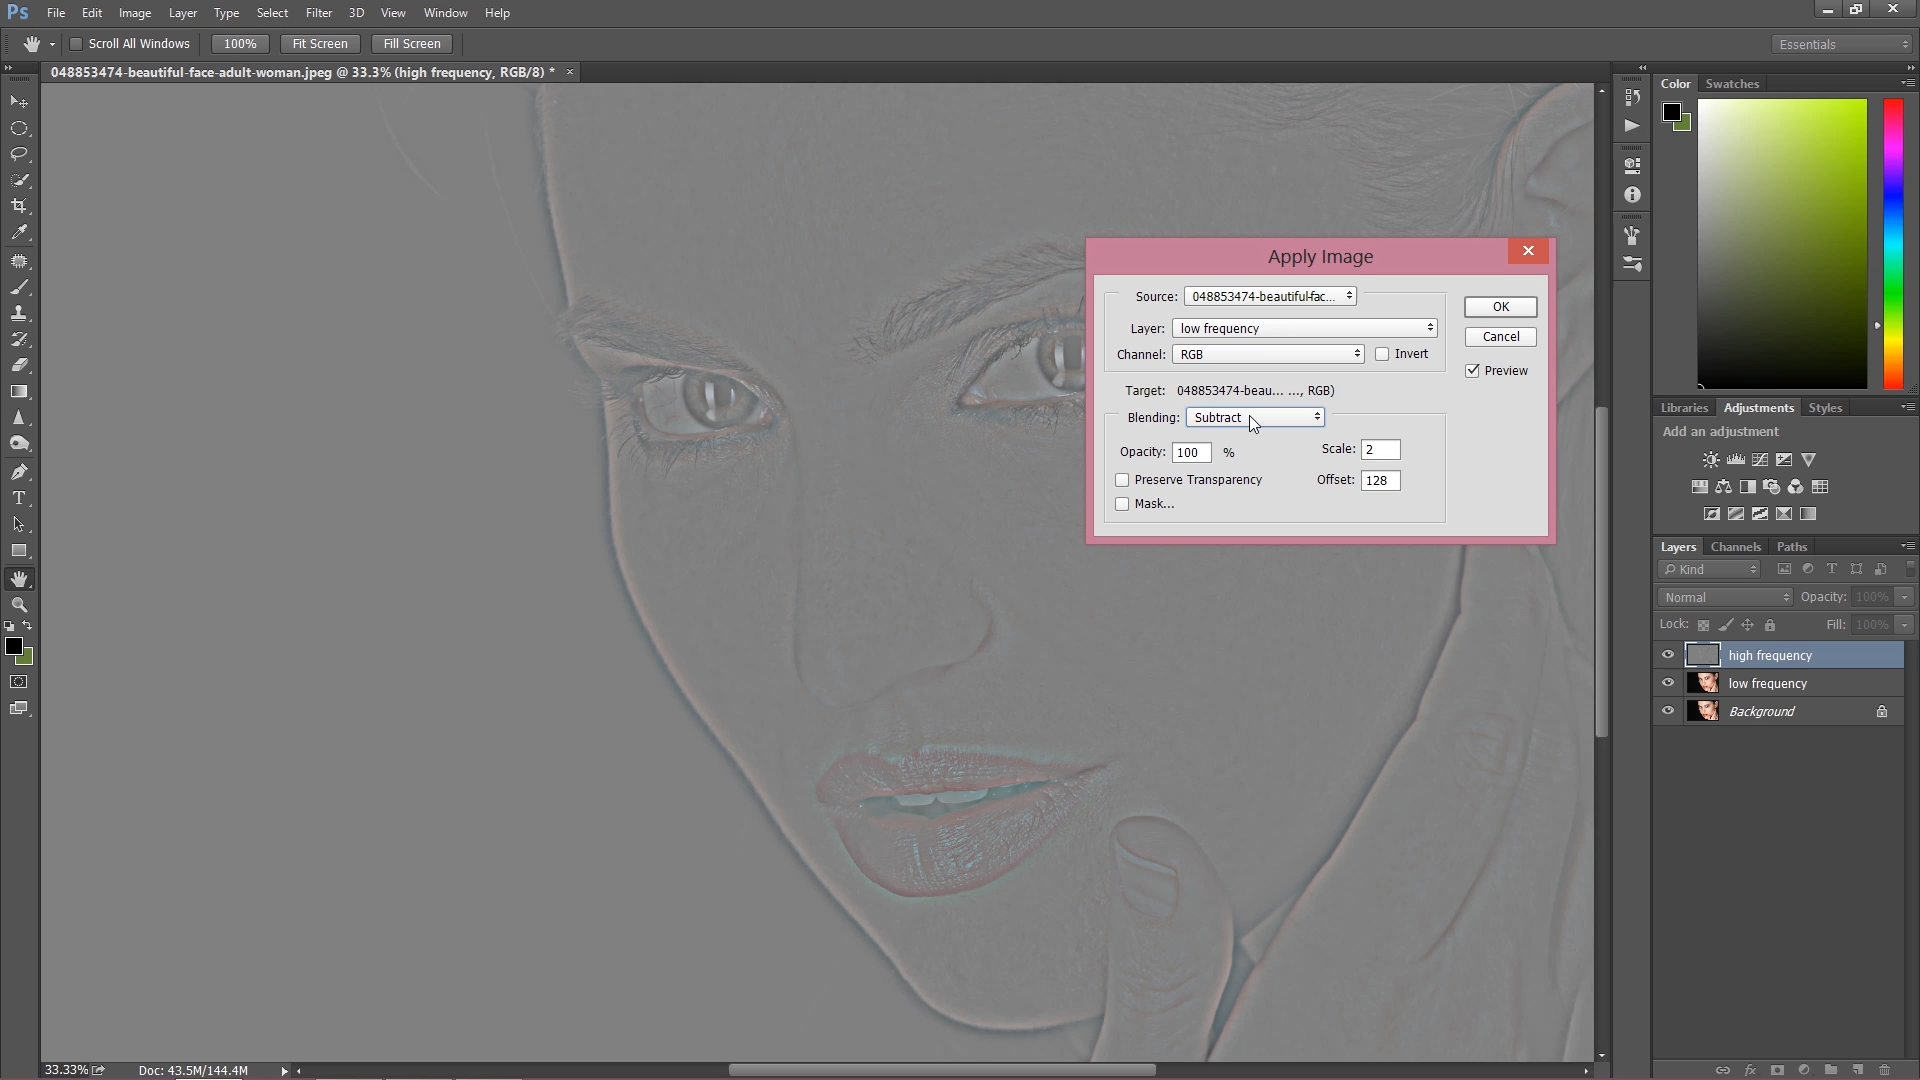 Ps File Edit Image Layer Type Select Filter 3D View Window Help
Scroll All Windows 100% Fit Screen Fill Screen Essentials
048853474-beautiful-face-adult-woman.jpeg @ 33.3% (high frequency, RGB/8) *
Color Swatches
Apply Image
Source: 048853474-beautiful-fac...
Layer: low frequency
Channel: RGB Invert
Target: 048853474-beau... ..., RGB)
Blending: Subtract
Opacity: 100 % Scale: 2
Preserve Transparency Offset: 128
Mask...
OK
Cancel
Preview
Libraries Adjustments Styles
Add an adjustment
Layers Channels Paths
Kind
Normal Opacity: 100%
Lock: Fill: 100%
high frequency
low frequency
Background
33.33% Doc: 43.5M/144.4M